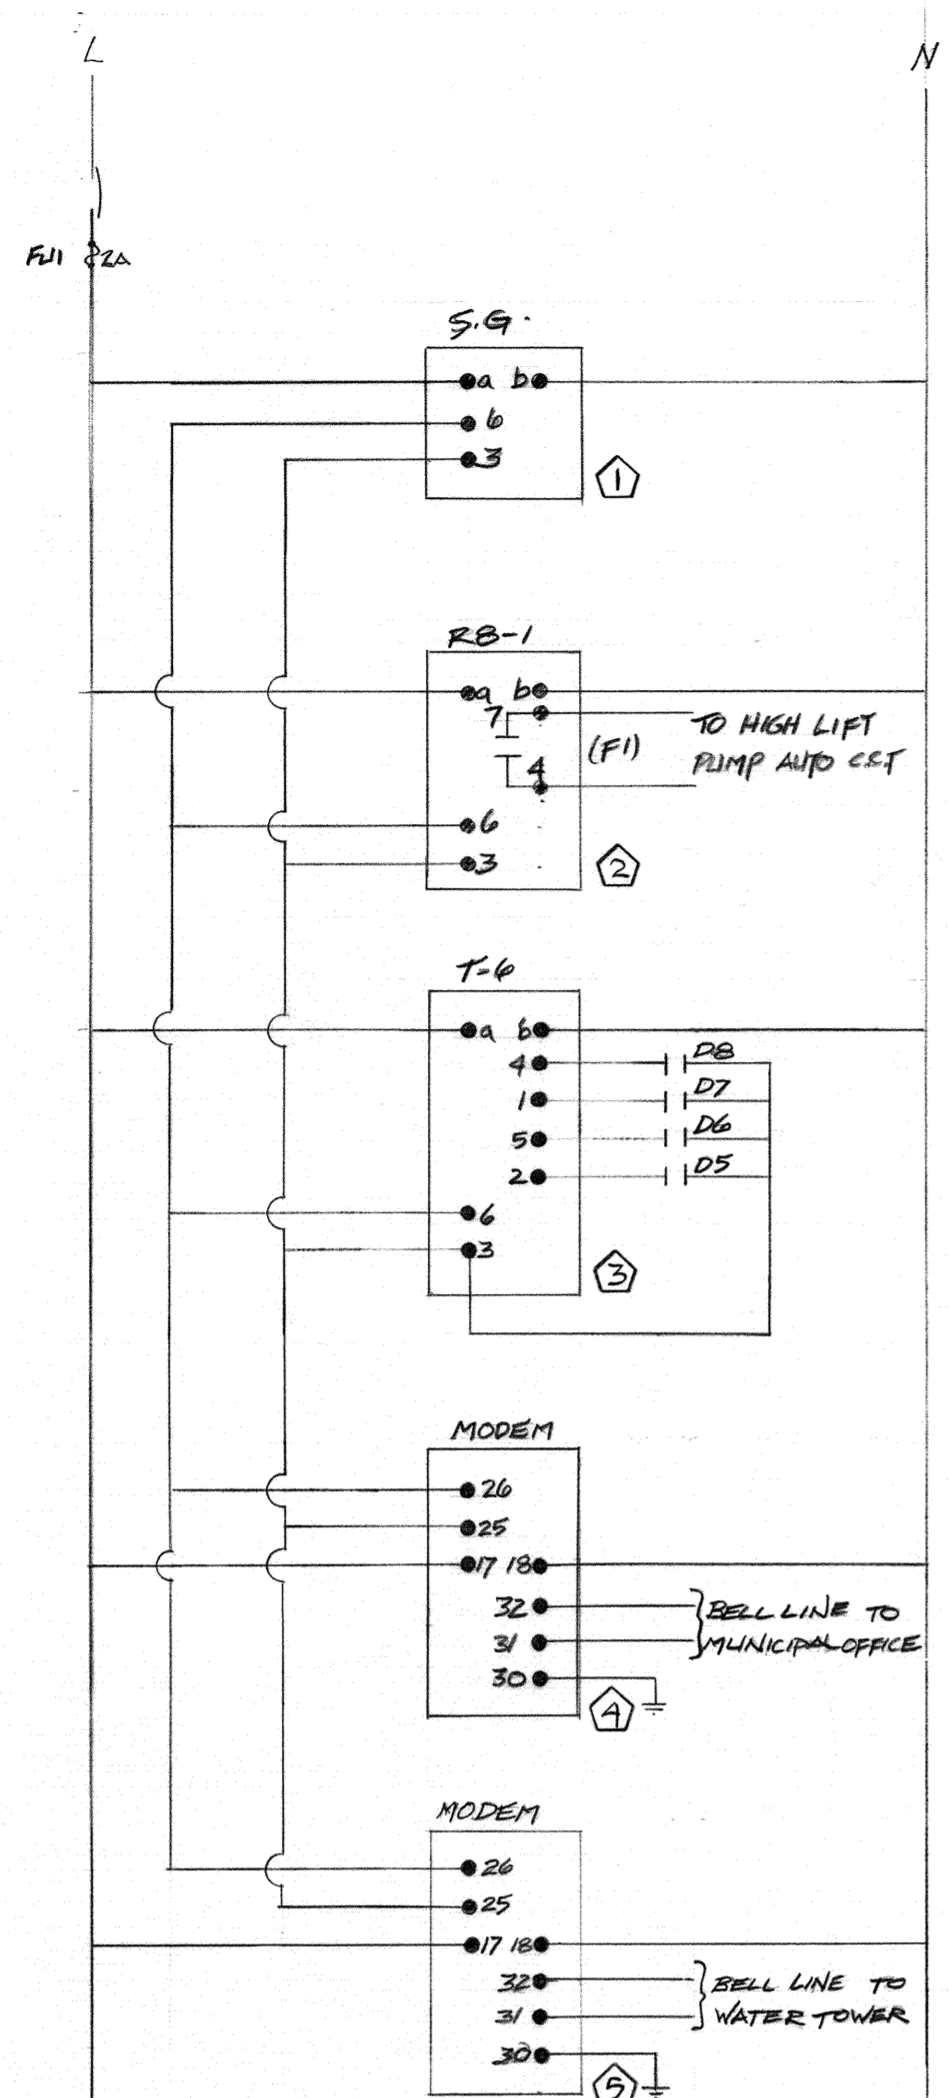 L N
FU1 2A
S.G.
a b
6
3
1
R8-1
a b
7
TO HIGH LIFT
(F1)
PUMP AUTO CCT
4
6
3
2
T-6
a b
4 D8
1 D7
5 D6
2 D5
6
3
3
MODEM
26
25
17 18
32
BELL LINE TO
31
MUNICIPAL OFFICE
30
4
MODEM
26
25
17 18
32
BELL LINE TO
31
WATER TOWER
30
5